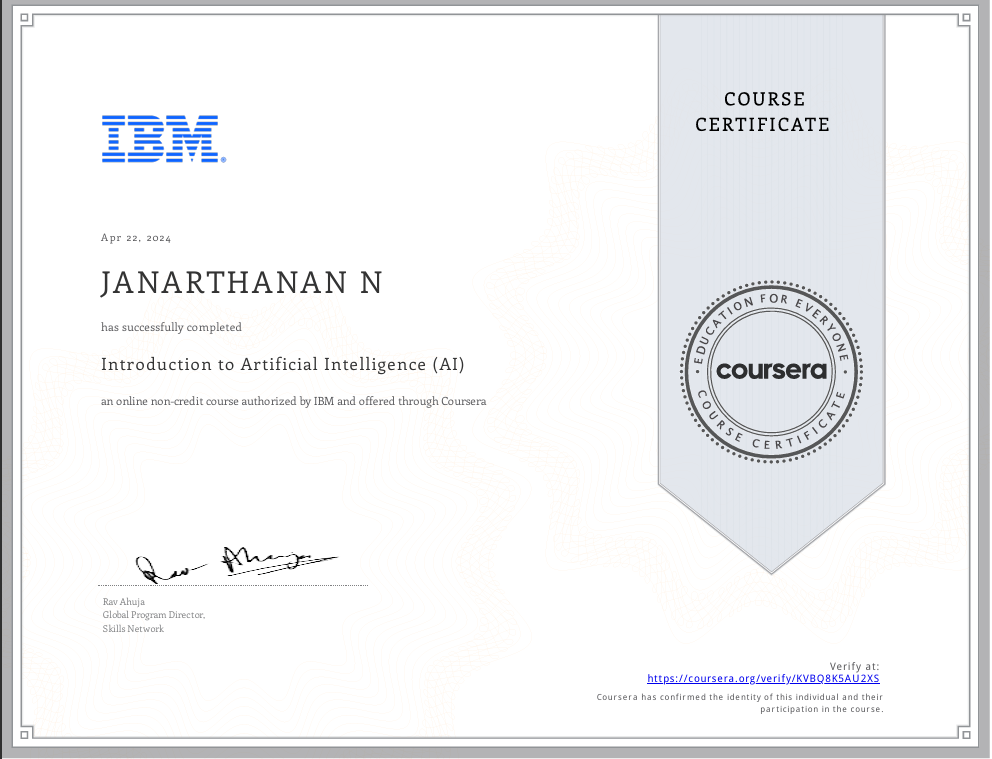 COURSE
CERTIFICATE
IBM®
Apr 22, 2024
JANARTHANAN N
has successfully completed
Introduction to Artificial Intelligence (AI)
an online non-credit course authorized by IBM and offered through Coursera
EDUCATION FOR EVERYONE
coursera
COURSE CERTIFICATE
Rav Ahuja
Rav Ahuja
Global Program Director,
Skills Network
Verify at:
https://coursera.org/verify/KVBQ8K5AU2XS
Coursera has confirmed the identity of this individual and their
participation in the course.